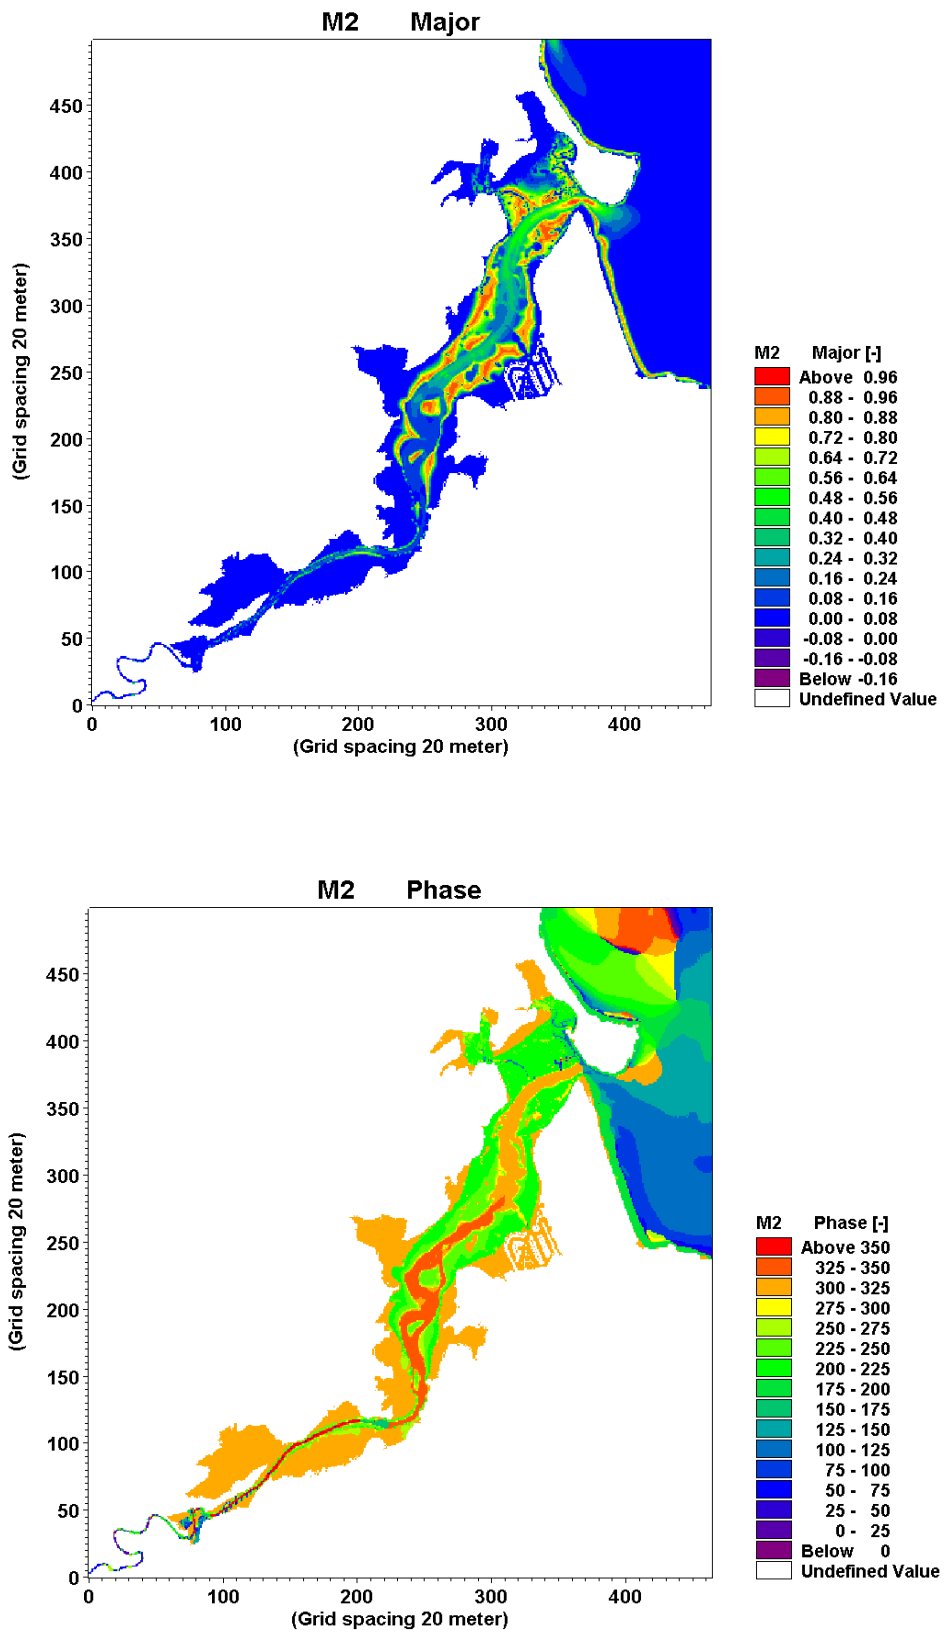 M2 Major
450
400
350
300
250
200
150
100
50
0
(Grid spacing 20 meter)
0 100 200 300 400
(Grid spacing 20 meter)
M2 Major [-]
Above 0.96
0.88 - 0.96
0.80 - 0.88
0.72 - 0.80
0.64 - 0.72
0.56 - 0.64
0.48 - 0.56
0.40 - 0.48
0.32 - 0.40
0.24 - 0.32
0.16 - 0.24
0.08 - 0.16
0.00 - 0.08
-0.08 - 0.00
-0.16 - -0.08
Below -0.16
Undefined Value
M2 Phase
450
400
350
300
250
200
150
100
50
0
(Grid spacing 20 meter)
0 100 200 300 400
(Grid spacing 20 meter)
M2 Phase [-]
Above 350
325 - 350
300 - 325
275 - 300
250 - 275
225 - 250
200 - 225
175 - 200
150 - 175
125 - 150
100 - 125
75 - 100
50 - 75
25 - 50
0 - 25
Below 0
Undefined Value